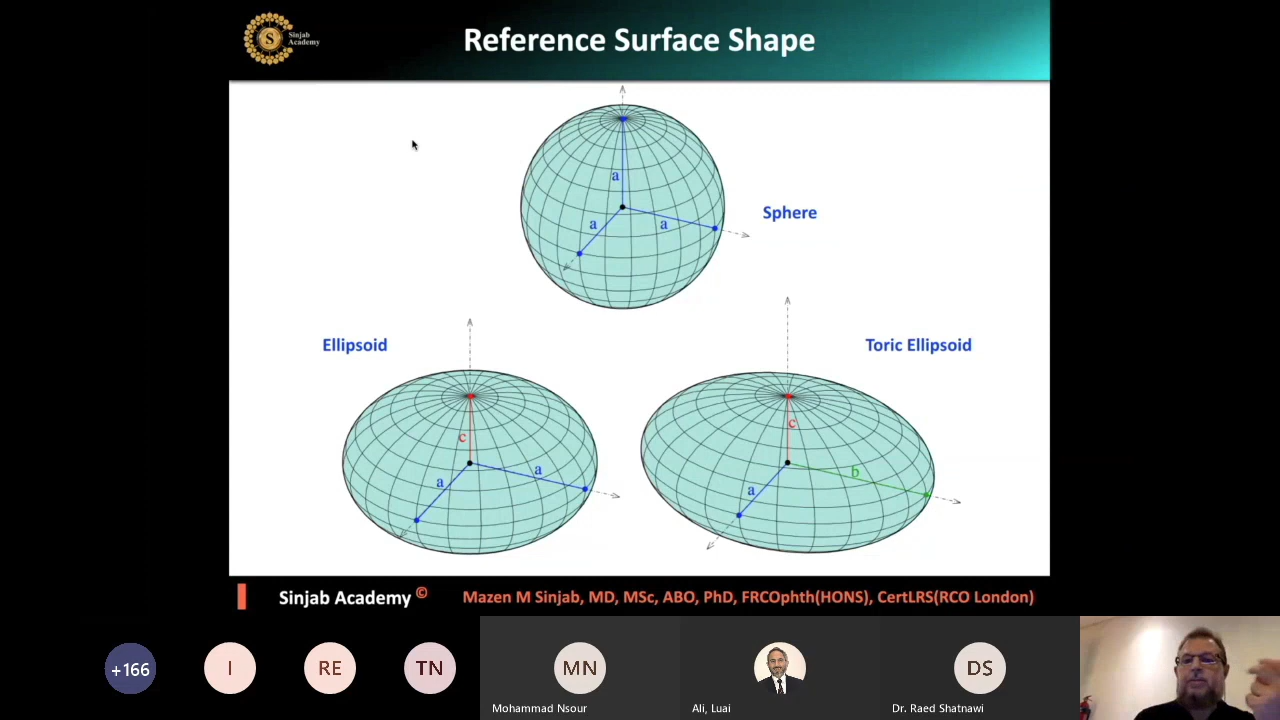 Sinjab
Academy
S
Reference Surface Shape
a
a
a
Sphere
Ellipsoid
Toric Ellipsoid
c
a
a
c
b
a
Sinjab Academy ©
Mazen M Sinjab, MD, MSc, ABO, PhD, FRCOphth(HONS), CertLRS(RCO London)
+166
I
RE
TN
MN
DS
Mohammad Nsour
Ali, Luai
Dr. Raed Shatnawi